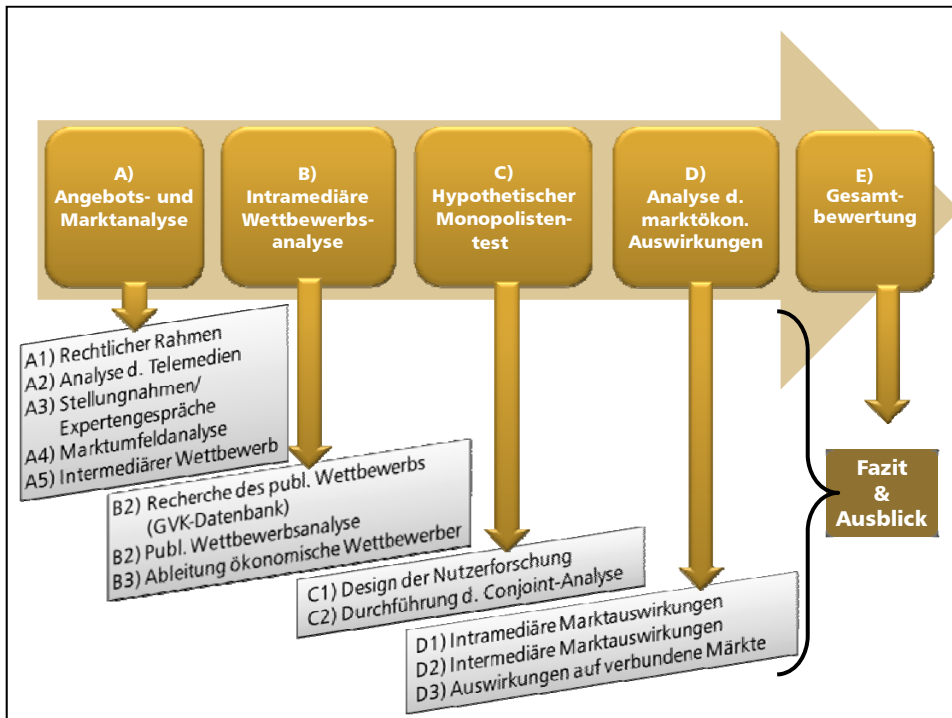 A)
Angebots- und
Marktanalyse
B)
Intramediäre
Wettbewerbs-
analyse
C)
Hypothetischer
Monopolisten-
test
D)
Analyse d.
marktökon.
Auswirkungen
E)
Gesamt-
bewertung
A1) Rechtlicher Rahmen
A2) Analyse d. Telemedien
A3) Stellungnahmen/
Expertengespräche
A4) Marktumfeldanalyse
A5) Intermediärer Wettbewerb
B2) Recherche des publ. Wettbewerbs
(GVK-Datenbank)
B2) Publ. Wettbewerbsanalyse
B3) Ableitung ökonomische Wettbewerber
C1) Design der Nutzerforschung
C2) Durchführung d. Conjoint-Analyse
D1) Intramediäre Marktauswirkungen
D2) Intermediäre Marktauswirkungen
D3) Auswirkungen auf verbundene Märkte
Fazit
&
Ausblick